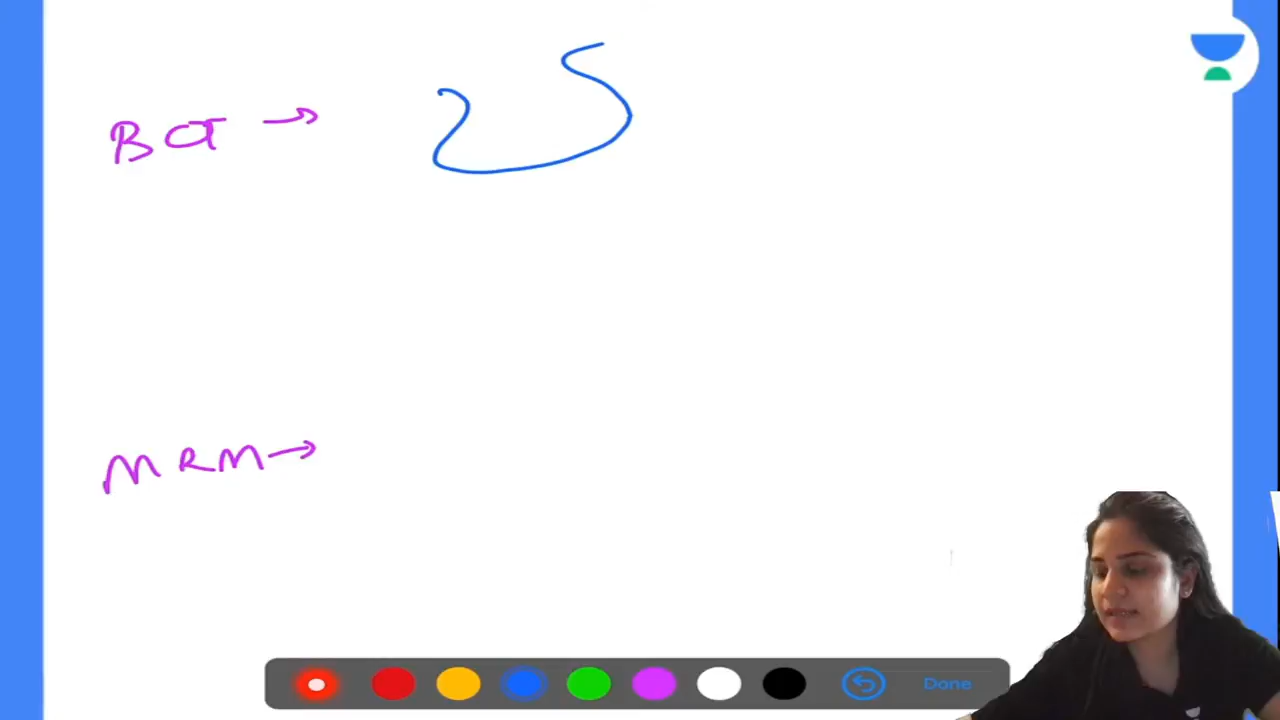 BCT →
MRM →
Done